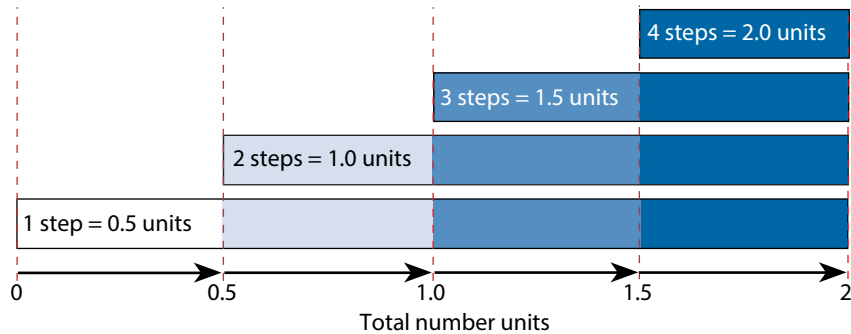 4 steps = 2.0 units
3 steps = 1.5 units
2 steps = 1.0 units
1 step = 0.5 units
0 0.5 1.0 1.5 2
Total number units